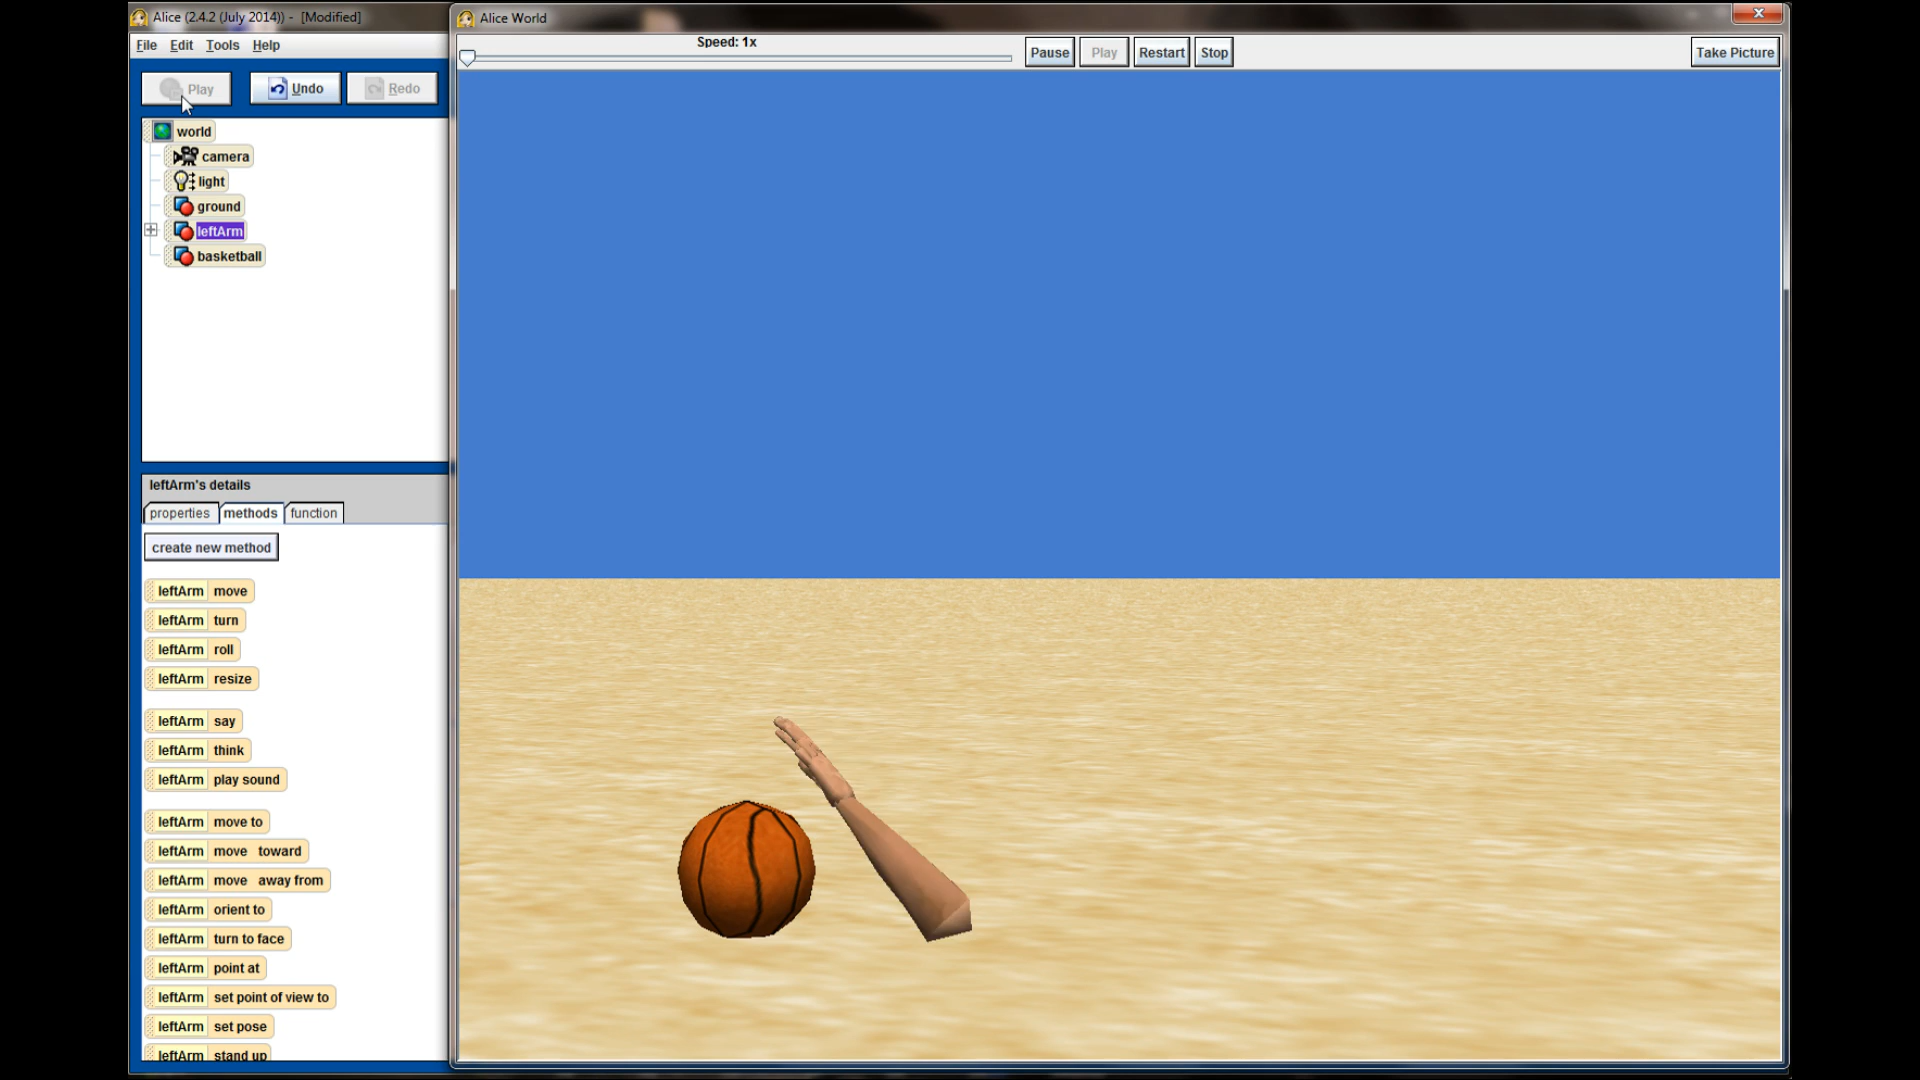 Alice (2.4.2 (July 2014)) - [Modified]
File Edit Tools Help
Play Undo Redo
world
camera
light
ground
leftArm
basketball
leftArm's details
properties methods function
create new method
leftArm move
leftArm turn
leftArm roll
leftArm resize
leftArm say
leftArm think
leftArm play sound
leftArm move to
leftArm move toward
leftArm move away from
leftArm orient to
leftArm turn to face
leftArm point at
leftArm set point of view to
leftArm set pose
leftArm stand up
Alice World
Speed: 1x
Pause Play Restart Stop Take Picture